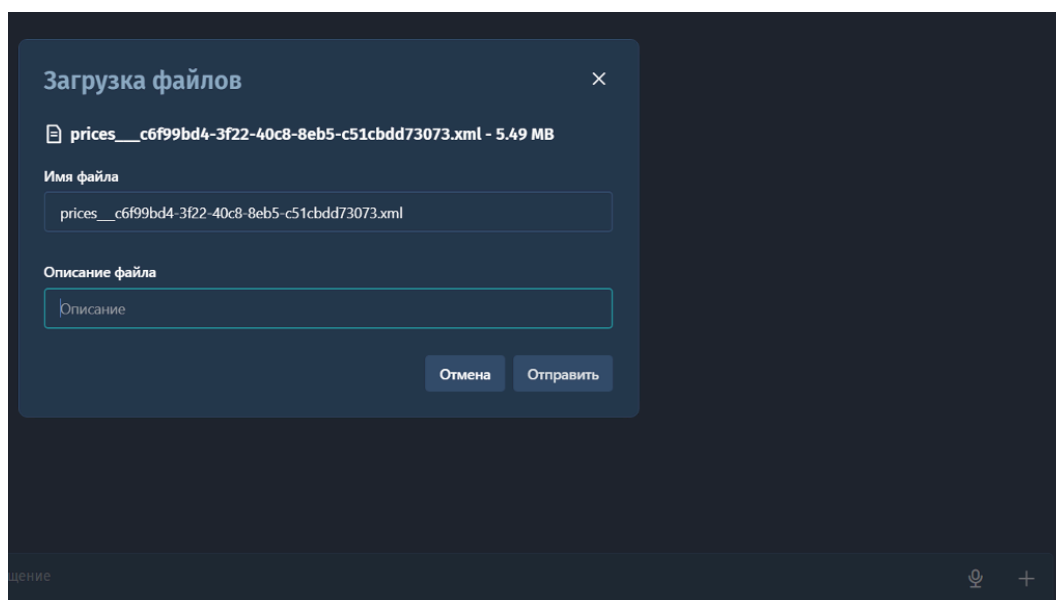 Загрузка файлов
prices___c6f99bd4-3f22-40c8-8eb5-c51cbdd73073.xml - 5.49 MB
Имя файла
prices__c6f99bd4-3f22-40c8-8eb5-c51cbdd73073.xml
Описание файла
Описание
Отмена Отправить
щение